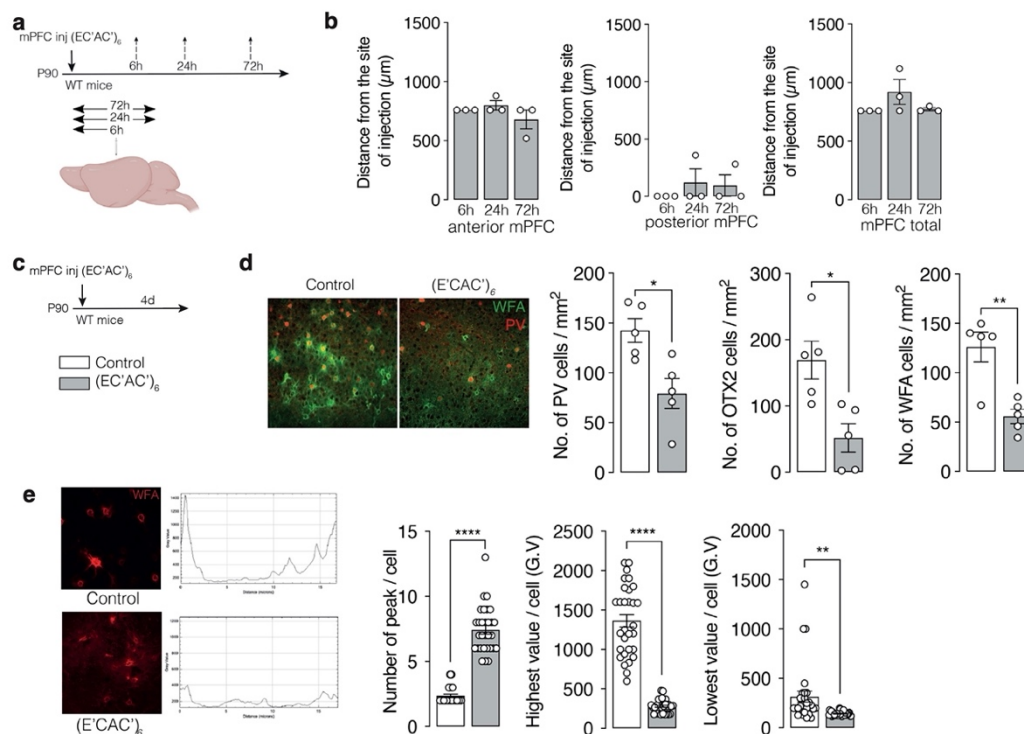 a
mPFC inj (EC'AC')6
P90
6h 24h 72h
WT mice
72h
24h
6h
b
Distance from the site
of injection (µm)
1500
1000
500
0
6h 24h 72h
anterior mPFC
Distance from the site
of injection (µm)
1500
1000
500
0
6h 24h 72h
posterior mPFC
Distance from the site
of injection (µm)
1500
1000
500
0
6h 24h 72h
mPFC total
c
mPFC inj (EC'AC')6
4d
P90
WT mice
Control
(EC'AC')6
d
Control (E'CAC')6
WFA
PV
No. of PV cells / mm2
200
150
100
50
0
*
No. of OTX2 cells / mm2
300
200
100
0
*
No. of WFA cells / mm2
200
150
100
50
0
**
e
WFA
Control
(E'CAC')6
Number of peak / cell
15
10
5
0
****
Highest value / cell (G.V)
2500
2000
1500
1000
500
0
****
Lowest value / cell (G.V)
2000
1500
1000
500
0
**